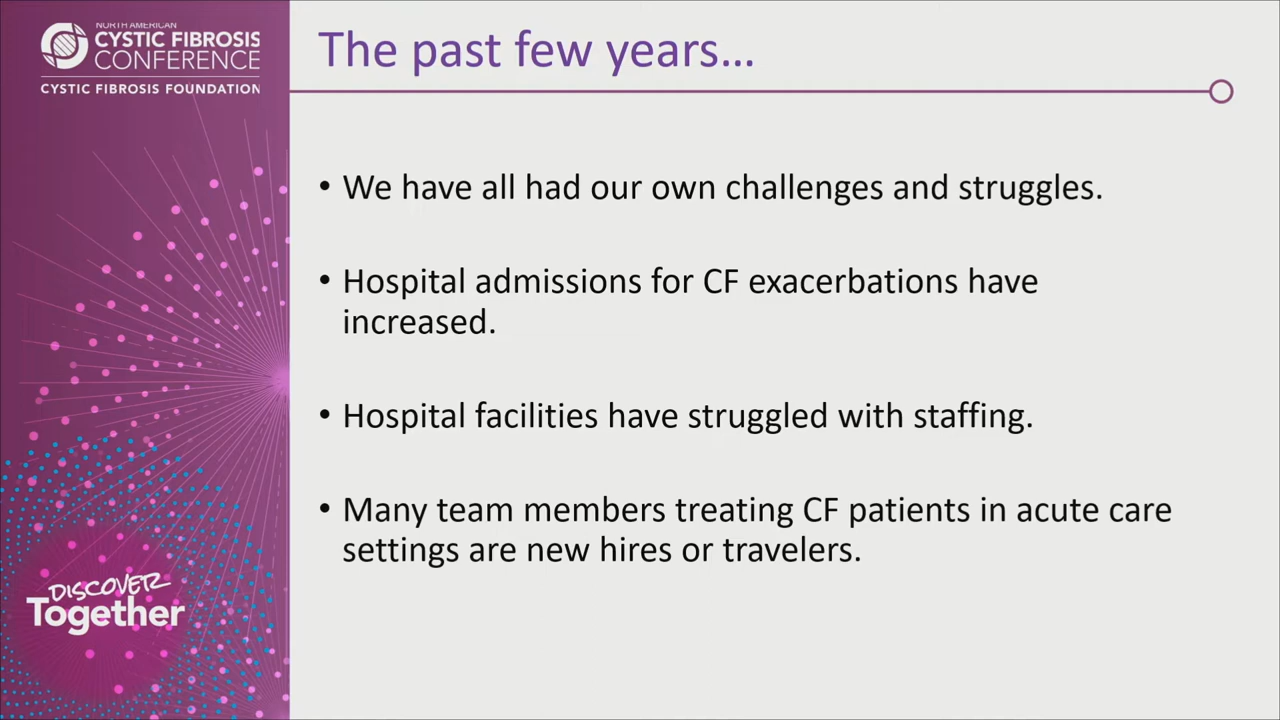 NORTH AMERICAN
CYSTIC FIBROSIS
CONFERENCE
CYSTIC FIBROSIS FOUNDATION
The past few years...
• We have all had our own challenges and struggles.
• Hospital admissions for CF exacerbations have
increased.
• Hospital facilities have struggled with staffing.
• Many team members treating CF patients in acute care
settings are new hires or travelers.
DISCOVER
Together